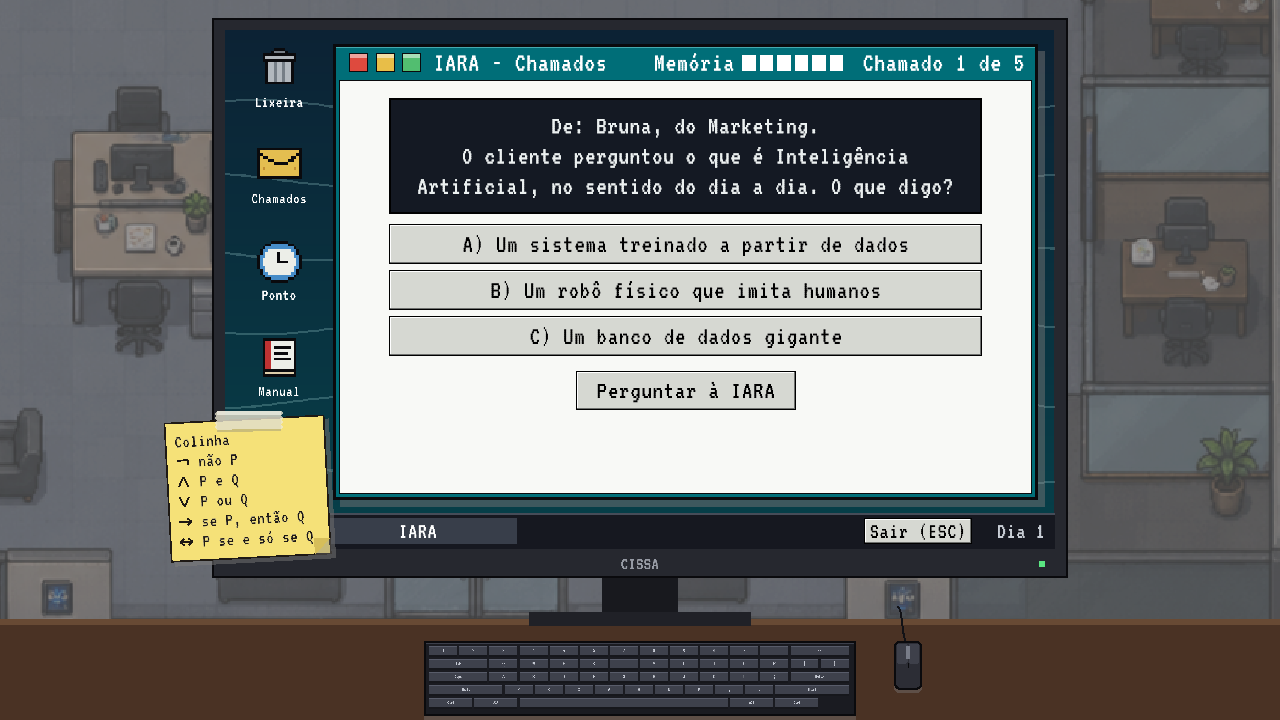 Lixeira
Chamados
Ponto
Manual
IARA - Chamados
Memória
Chamado 1 de 5
De: Bruna, do Marketing.
O cliente perguntou o que é Inteligência
Artificial, no sentido do dia a dia. O que digo?
A) Um sistema treinado a partir de dados
B) Um robô físico que imita humanos
C) Um banco de dados gigante
Perguntar à IARA
Colinha
¬ não P
∧ P e Q
∨ P ou Q
→ se P, então Q
↔ P se e só se Q
IARA
Sair (ESC)
Dia 1
CISSA